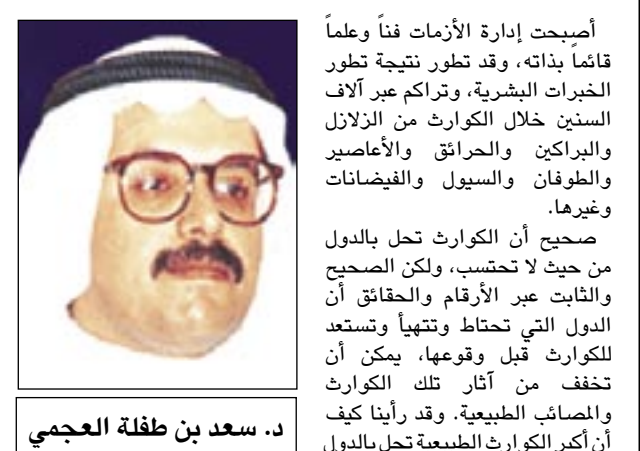 أصبحت إدارة الأزمات فناً وعلماً
قائماً بذاته، وقد تطور نتيجة تطور
الخبرات البشرية، وتراكم عبر آلاف
السنين خلال الكوارث من الزلازل
والبراكين والحرائق والأعاصير
والطوفان والسيول والفيضانات
وغيرها.
صحيح أن الكوارث تحل بالدول
من حيث لا تحتسب، ولكن الصحيح
والثابت عبر الأرقام والحقائق أن
الدول التي تحتاط وتتهيأ وتستعد
للكوارث قبل وقوعها، يمكن أن
تخفف من آثار تلك الكوارث
والمصائب الطبيعية. وقد رأينا كيف
أن أكبر الكوارث الطبيعية تحل بالدول
د. سعد بن طفلة العجمي